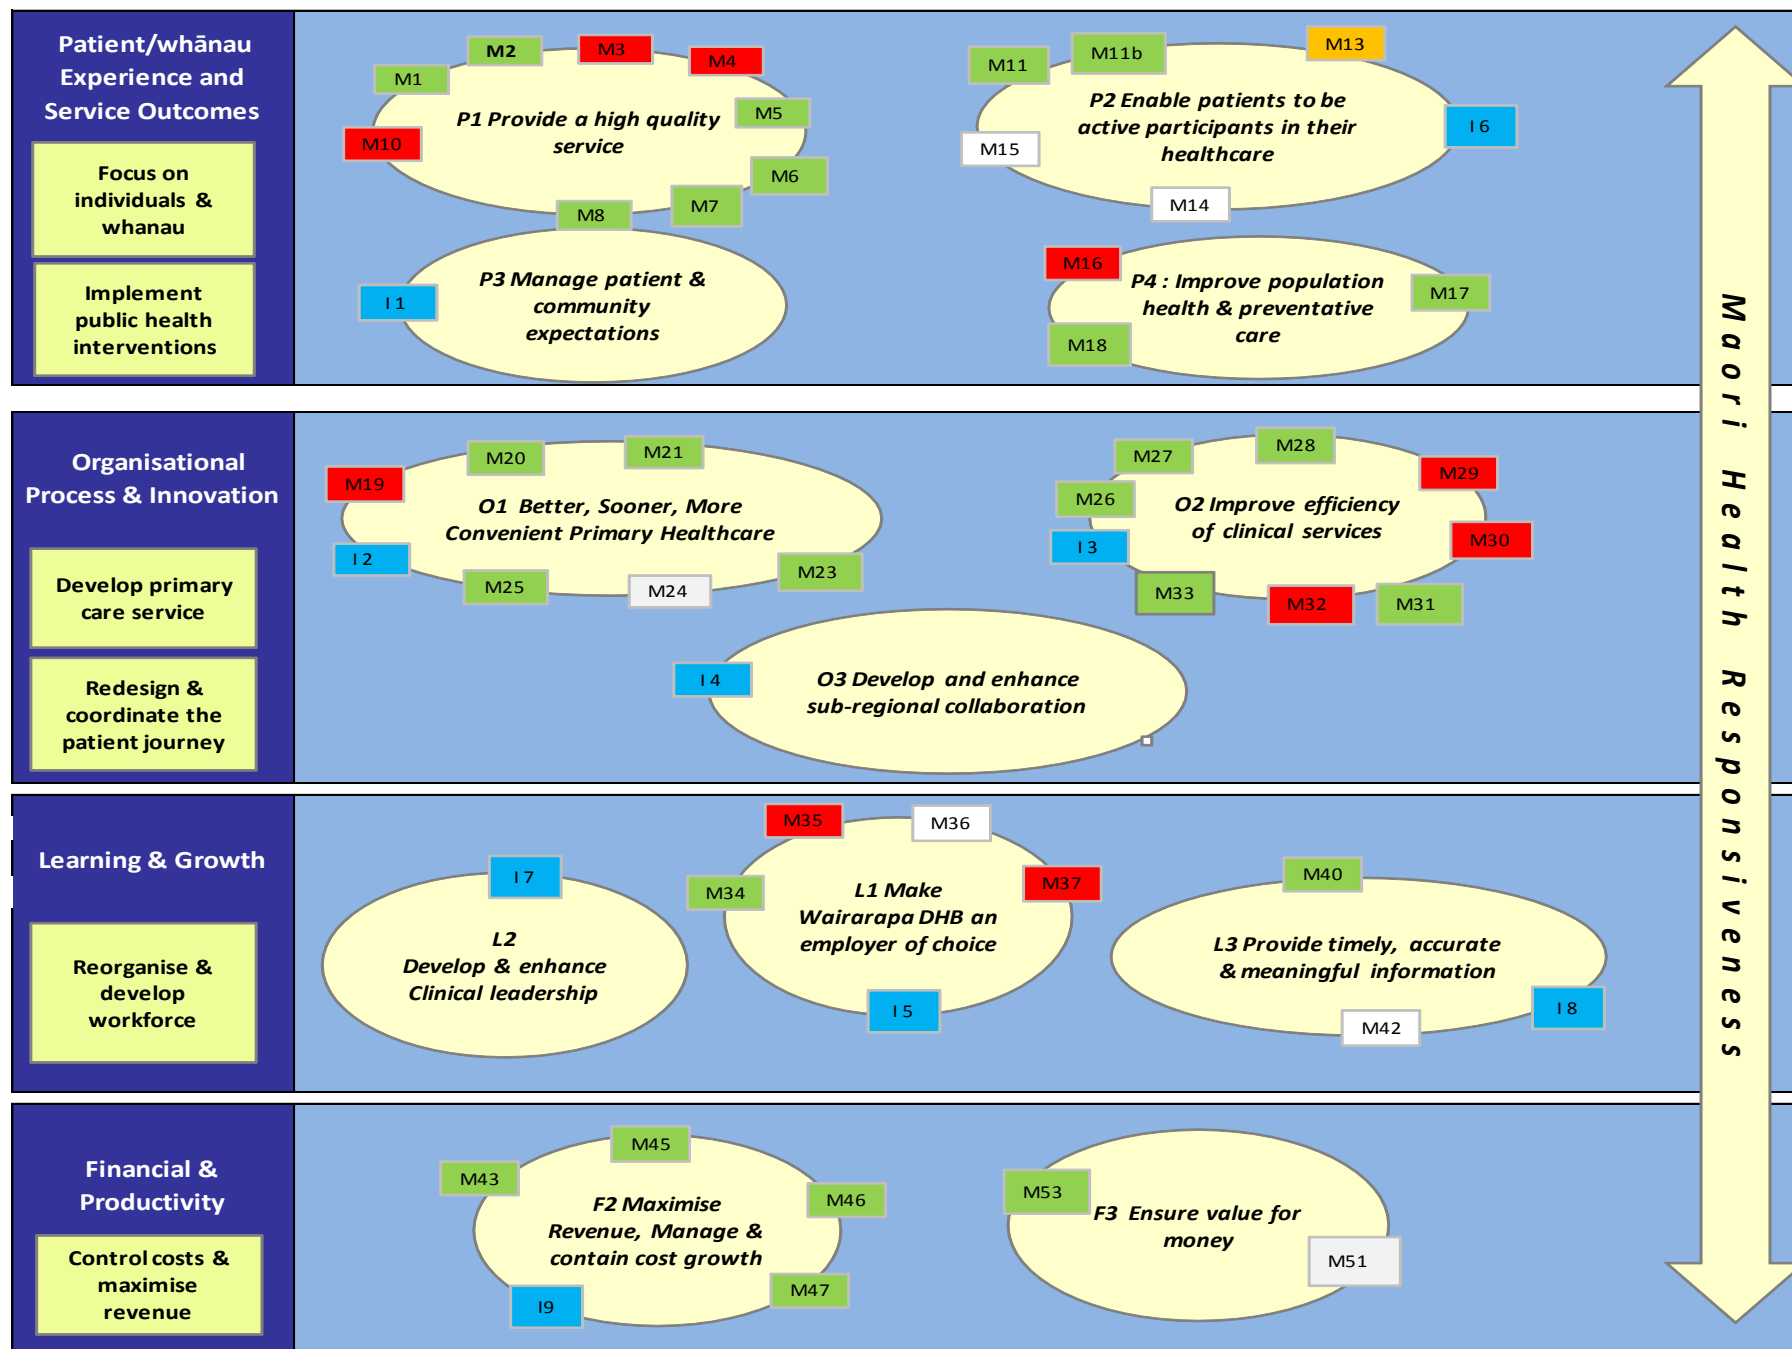 Patient/whānau
Experience and
Service Outcomes
Focus on
individuals &
whanau
Implement
public health
interventions
M1
M2
M3
M4
M5
M6
M7
M8
M10
P1 Provide a high quality
service
M11
M11b
M13
I 6
M15
M14
P2 Enable patients to be
active participants in their
healthcare
I 1
P3 Manage patient &
community
expectations
M16
M17
M18
P4 : Improve population
health & preventative
care
Organisational
Process & Innovation
Develop primary
care service
Redesign &
coordinate the
patient journey
M19
M20
M21
I 2
M25
M24
M23
O1 Better, Sooner, More
Convenient Primary Healthcare
M26
M27
M28
M29
M30
I 3
M33
M32
M31
O2 Improve efficiency
of clinical services
I 4
O3 Develop and enhance
sub-regional collaboration
Learning & Growth
Reorganise &
develop
workforce
I 7
L2
Develop & enhance
Clinical leadership
M34
M35
M36
M37
I 5
L1 Make
Wairarapa DHB an
employer of choice
M40
L3 Provide timely, accurate
& meaningful information
M42
I 8
Financial &
Productivity
Control costs &
maximise
revenue
M43
M45
M46
M47
I9
F2 Maximise
Revenue, Manage &
contain cost growth
M53
F3 Ensure value for
money
M51
Maori Health Responsiveness